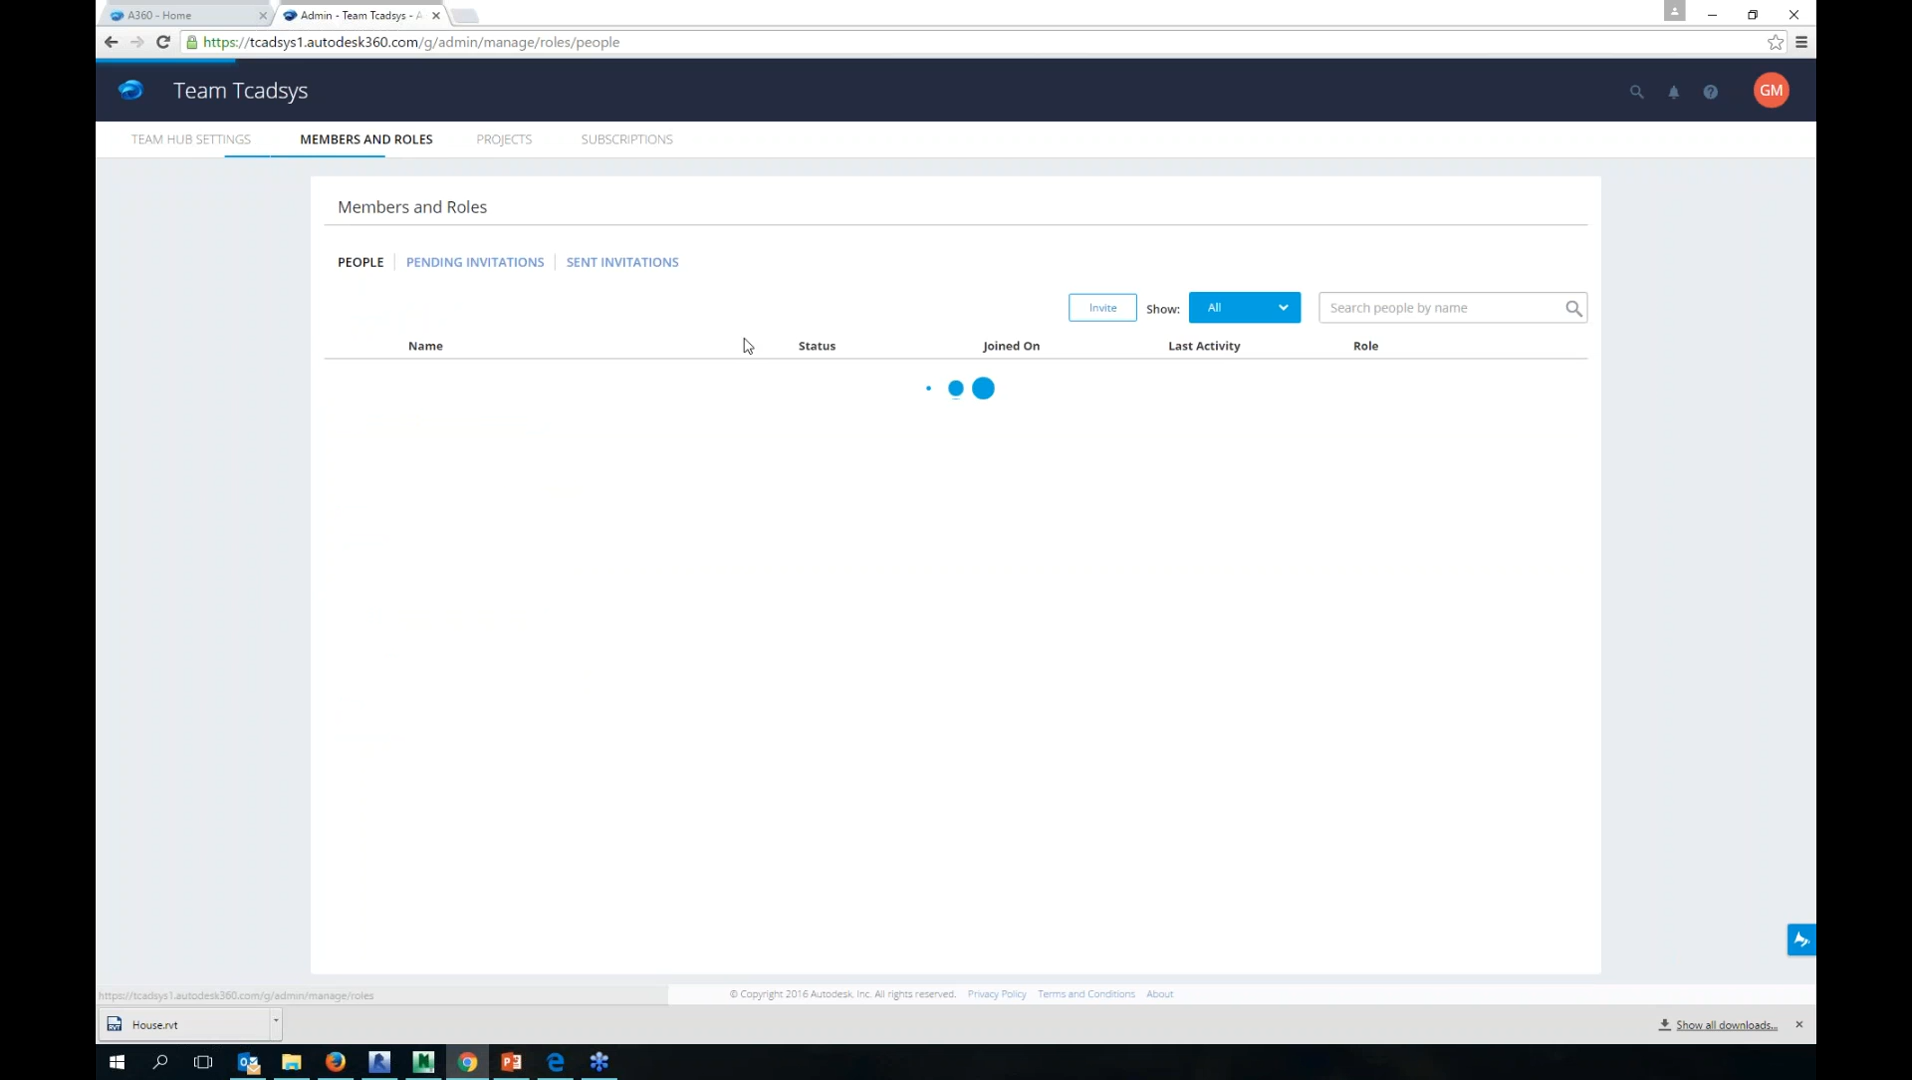 A360 - Home
Admin - Team Tcadsys - A
https://tcadsys1.autodesk360.com/g/admin/manage/roles/people
Team Tcadsys
GM
TEAM HUB SETTINGS MEMBERS AND ROLES PROJECTS SUBSCRIPTIONS
Members and Roles
PEOPLE PENDING INVITATIONS SENT INVITATIONS
Invite Show: All Search people by name
Name Status Joined On Last Activity Role
https://tcadsys1.autodesk360.com/g/admin/manage/roles
© Copyright 2016 Autodesk, Inc. All rights reserved. Privacy Policy Terms and Conditions About
House.rvt
Show all downloads...